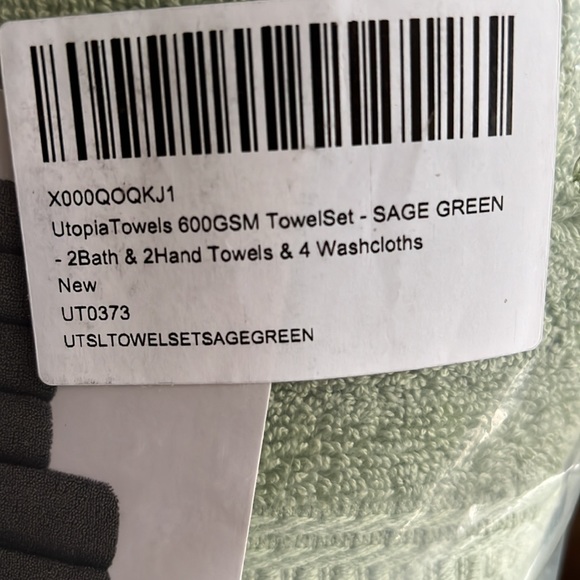 X000QOQKJ1
UtopiaTowels 600GSM TowelSet - SAGE GREEN
- 2Bath & 2Hand Towels & 4 Washcloths
New
UT0373
UTSLTOWELSETSAGEGREEN